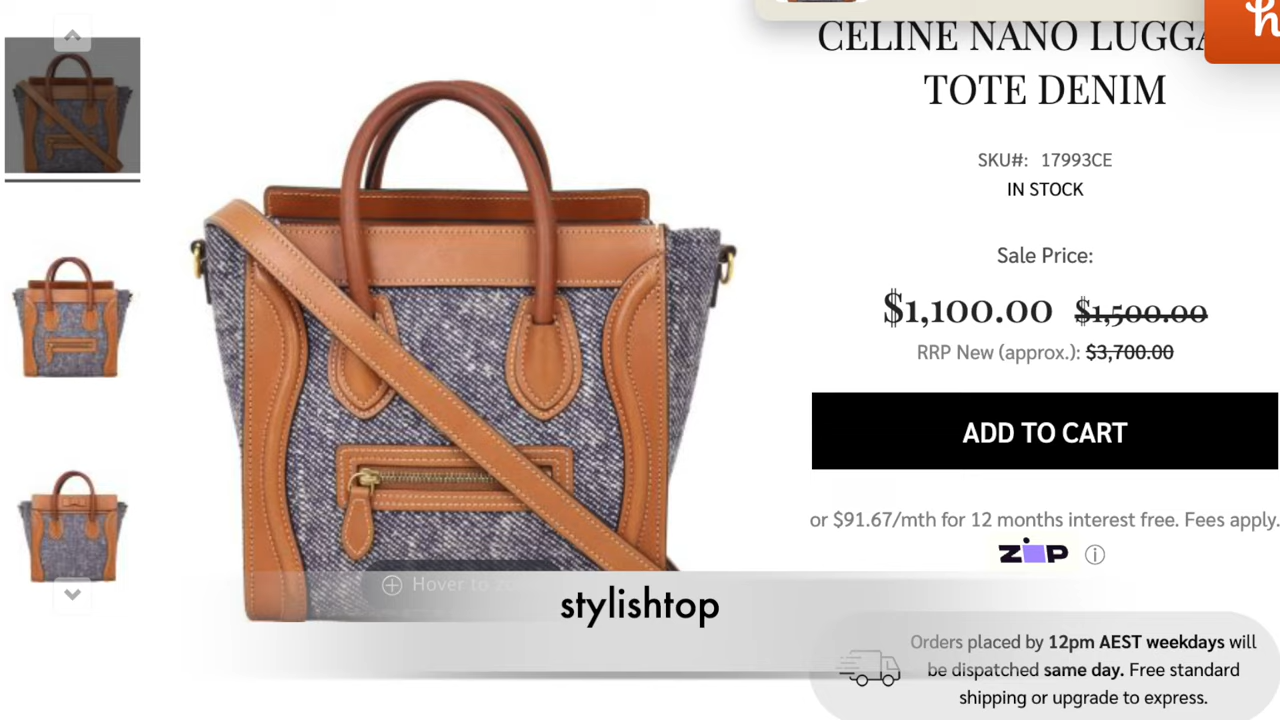 CELINE NANO LUGGA
TOTE DENIM
SKU#: 17993CE
IN STOCK
Sale Price:
$1,100.00 $1,500.00
RRP New (approx.): $3,700.00
ADD TO CART
or $91.67/mth for 12 months interest free. Fees apply.
ZIP
Hover to zoom
stylishtop
Orders placed by 12pm AEST weekdays will
be dispatched same day. Free standard
shipping or upgrade to express.